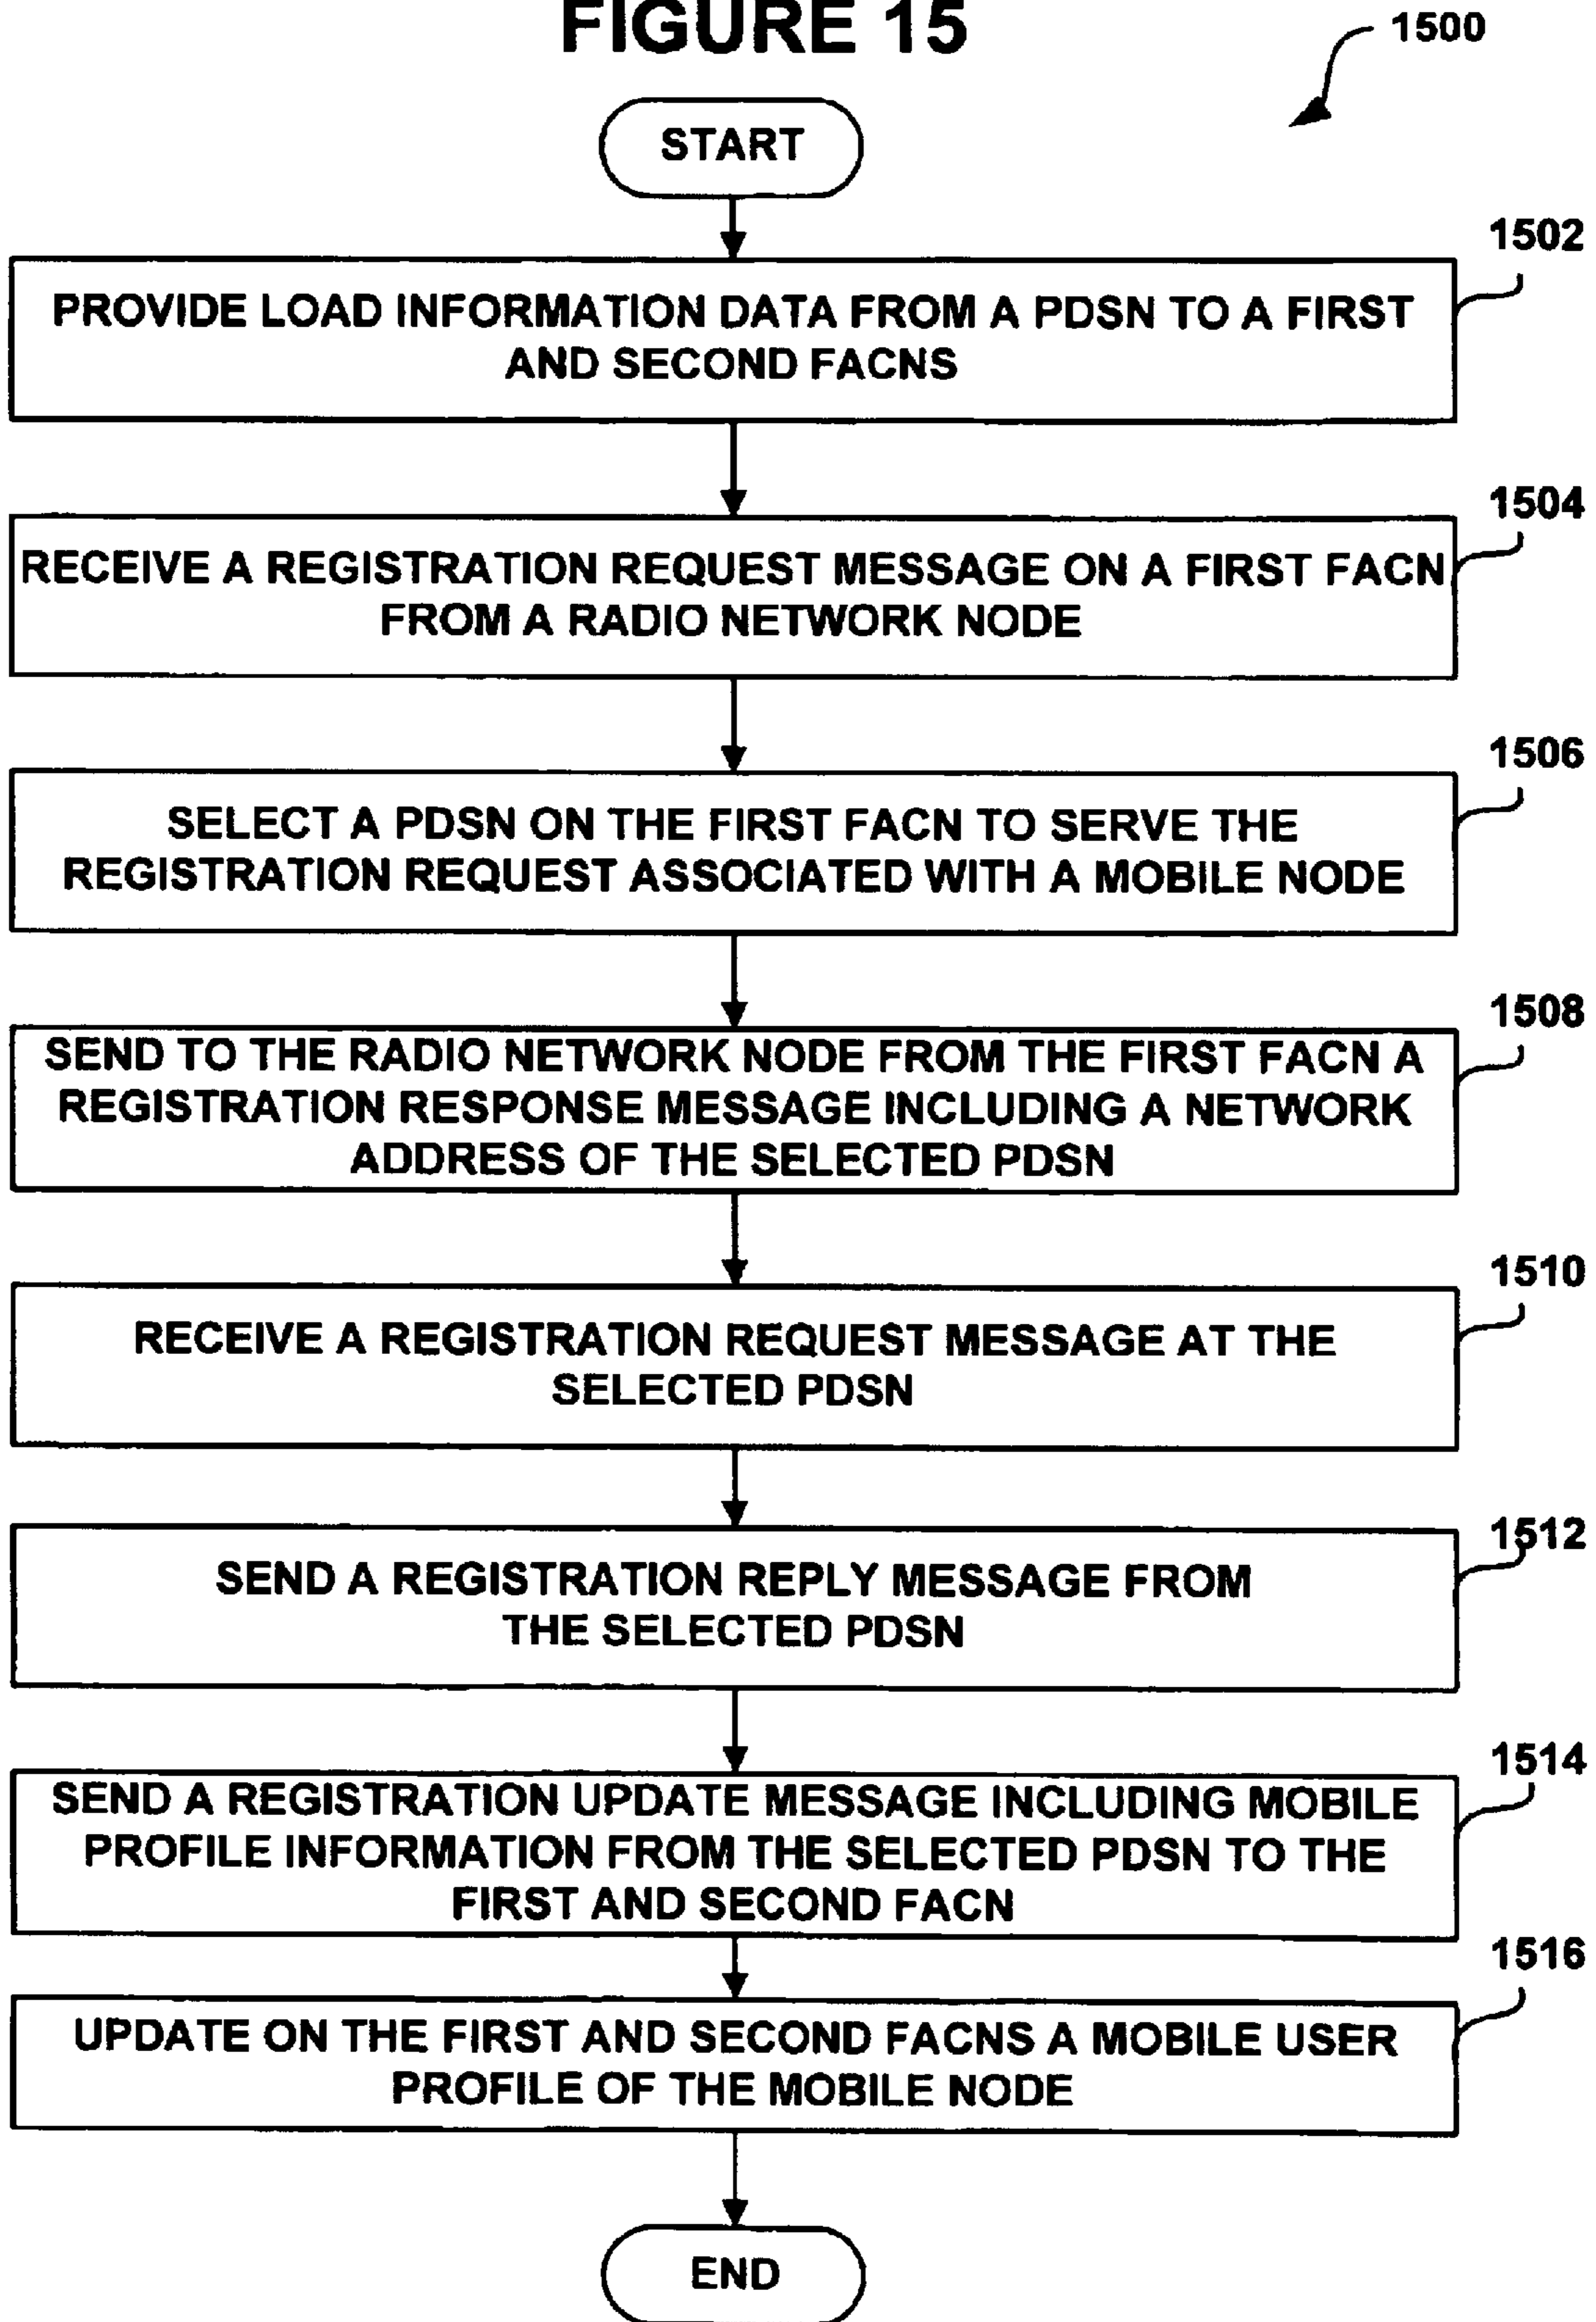 FIGURE 15
1500
START
1502
PROVIDE LOAD INFORMATION DATA FROM A PDSN TO A FIRST
AND SECOND FACNS
1504
RECEIVE A REGISTRATION REQUEST MESSAGE ON A FIRST FACN
FROM A RADIO NETWORK NODE
1506
SELECT A PDSN ON THE FIRST FACN TO SERVE THE
REGISTRATION REQUEST ASSOCIATED WITH A MOBILE NODE
1508
SEND TO THE RADIO NETWORK NODE FROM THE FIRST FACN A
REGISTRATION RESPONSE MESSAGE INCLUDING A NETWORK
ADDRESS OF THE SELECTED PDSN
1510
RECEIVE A REGISTRATION REQUEST MESSAGE AT THE
SELECTED PDSN
1512
SEND A REGISTRATION REPLY MESSAGE FROM
THE SELECTED PDSN
1514
SEND A REGISTRATION UPDATE MESSAGE INCLUDING MOBILE
PROFILE INFORMATION FROM THE SELECTED PDSN TO THE
FIRST AND SECOND FACN
1516
UPDATE ON THE FIRST AND SECOND FACNS A MOBILE USER
PROFILE OF THE MOBILE NODE
END